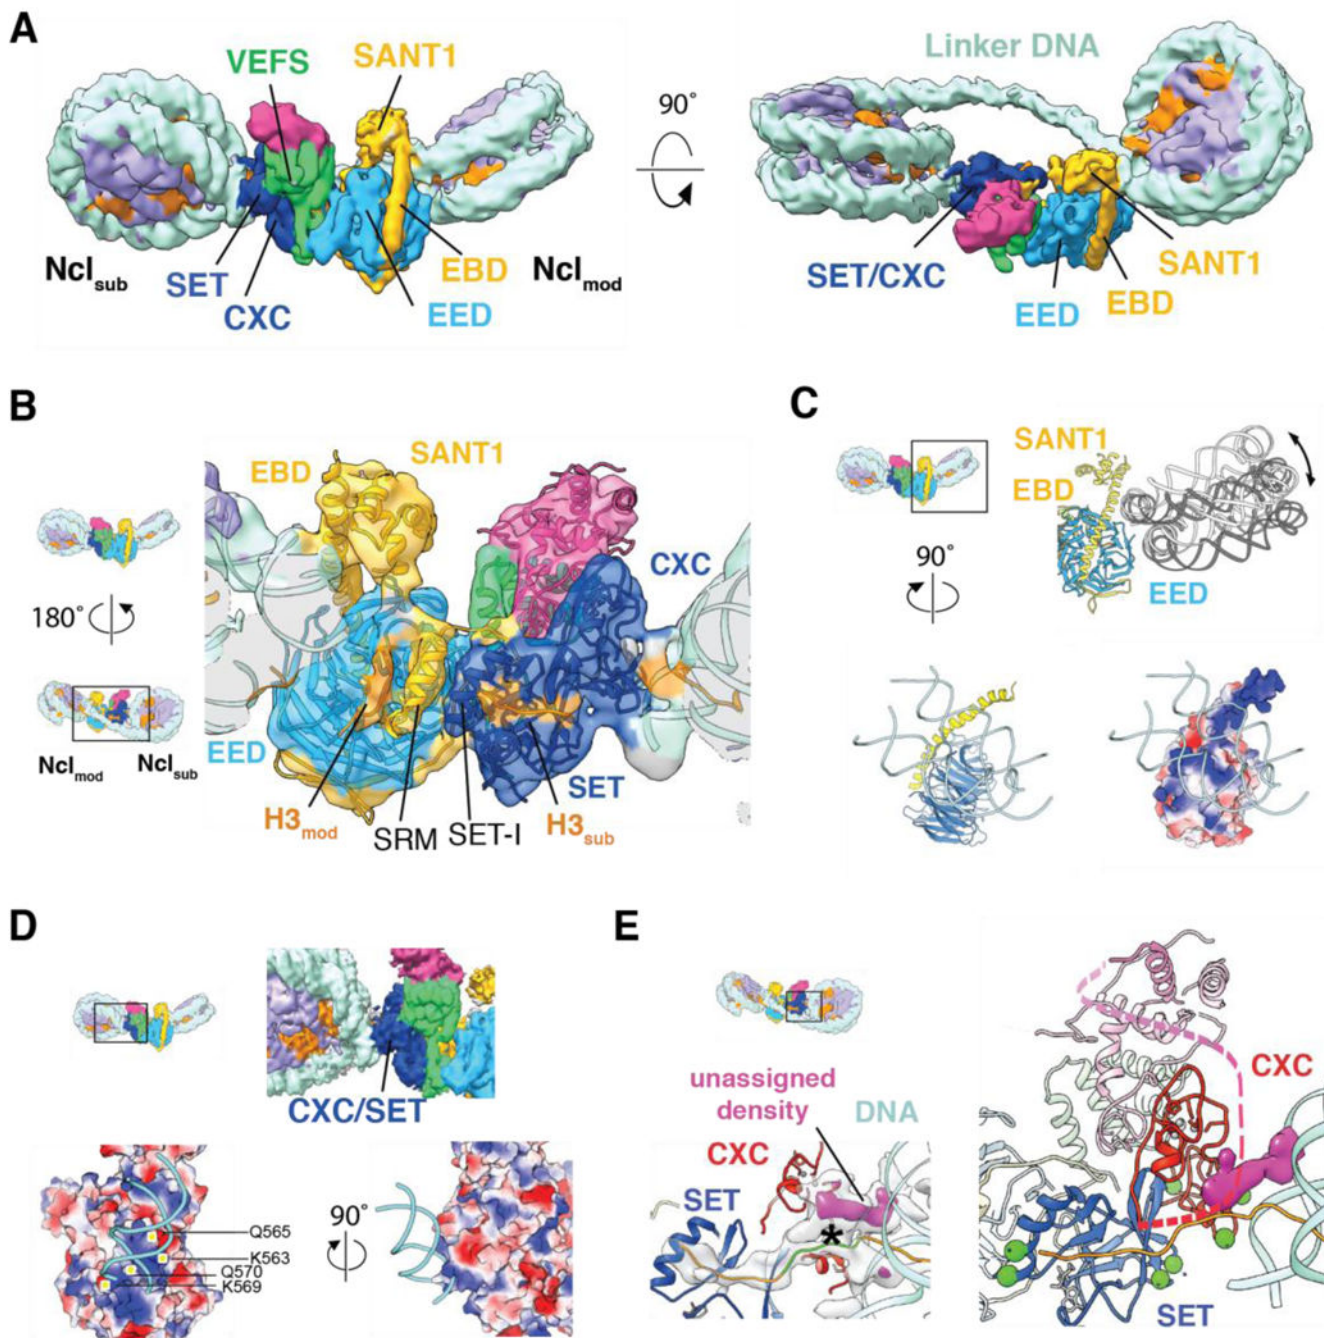 A
VEFS
SANT1
Ncl_sub
SET
CXC
EED
EBD
Ncl_mod
90°
Linker DNA
SET/CXC
EED
EBD
SANT1
B
180°
Ncl_mod
Ncl_sub
EBD
SANT1
CXC
EED
H3_mod
SRM
SET-I
H3_sub
SET
C
90°
SANT1
EBD
EED
D
CXC/SET
Q565
K563
Q570
K569
90°
E
unassigned
density
DNA
CXC
SET
*
CXC
SET